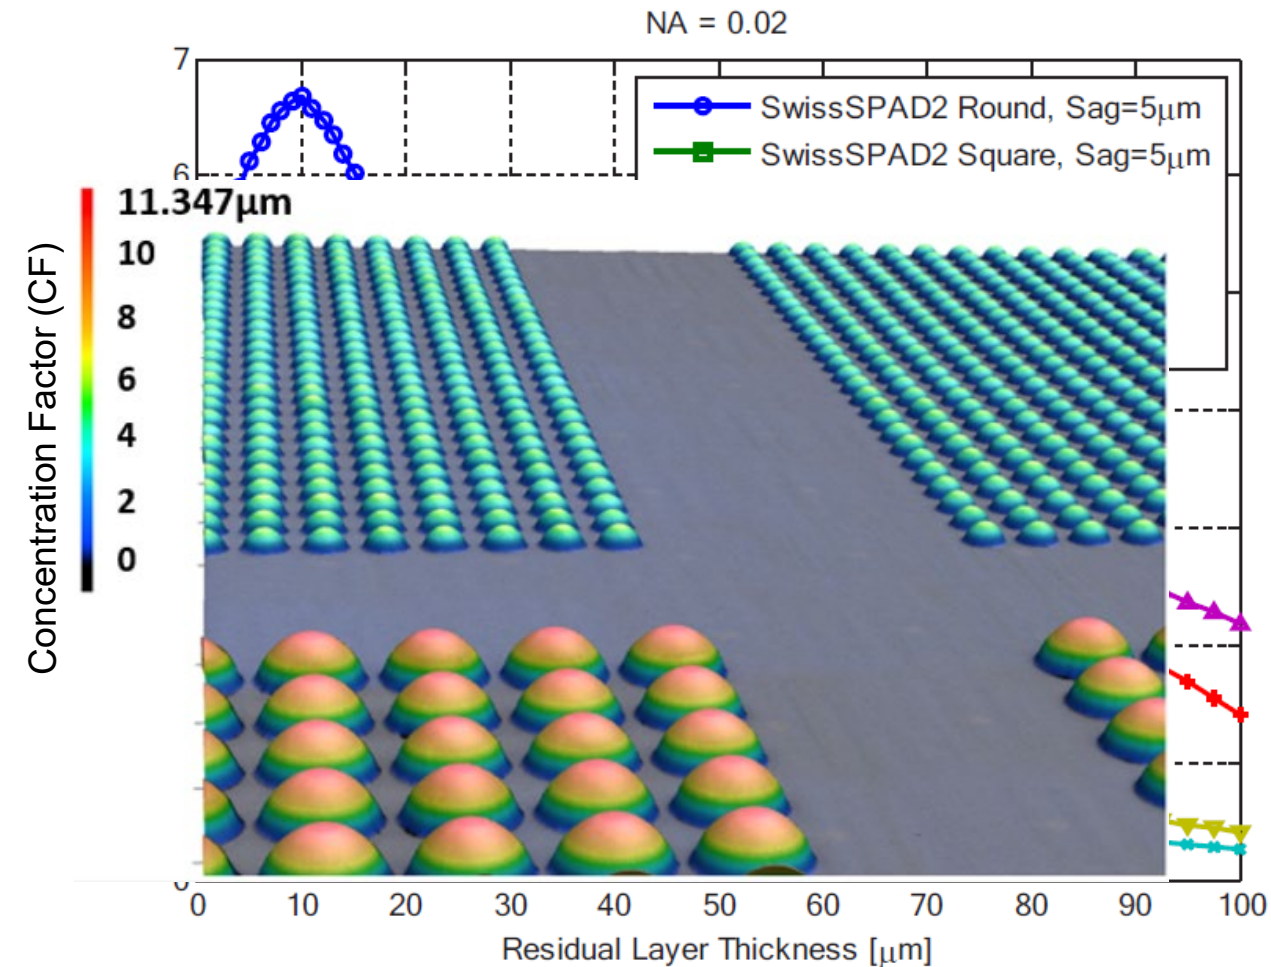 NA = 0.02
7
SwissSPAD2 Round, Sag=5μm
SwissSPAD2 Square, Sag=5μm
6
11.347μm
10
8
6
4
2
0
Concentration Factor (CF)
0 10 20 30 40 50 60 70 80 90 100
Residual Layer Thickness [μm]